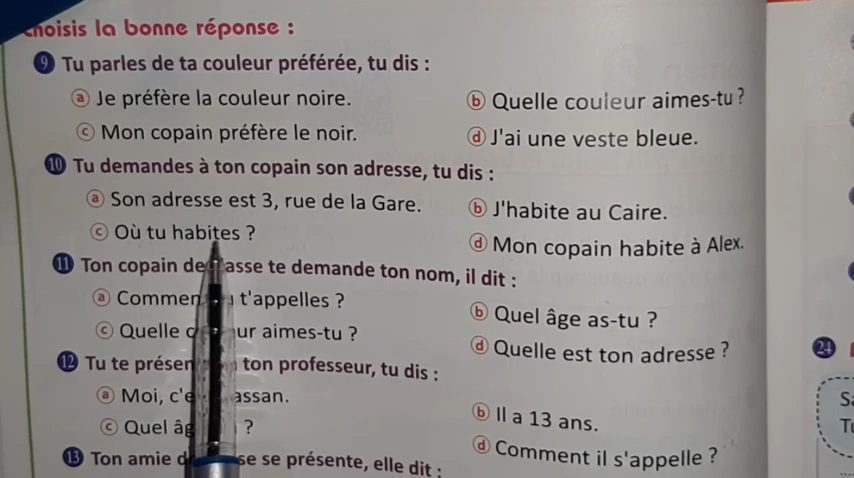 Choisis la bonne réponse :
9 Tu parles de ta couleur préférée, tu dis :
a Je préfère la couleur noire. b Quelle couleur aimes-tu ?
c Mon copain préfère le noir. d J'ai une veste bleue.
10 Tu demandes à ton copain son adresse, tu dis :
a Son adresse est 3, rue de la Gare. b J'habite au Caire.
c Où tu habites ? d Mon copain habite à Alex.
11 Ton copain de asse te demande ton nom, il dit :
a Commen t'appelles ? b Quel âge as-tu ?
c Quelle ur aimes-tu ? d Quelle est ton adresse ?
12 Tu te présen ton professeur, tu dis :
a Moi, c'e assan. b Il a 13 ans.
c Quel âg ? d Comment il s'appelle ?
13 Ton amie d se se présente, elle dit :
24